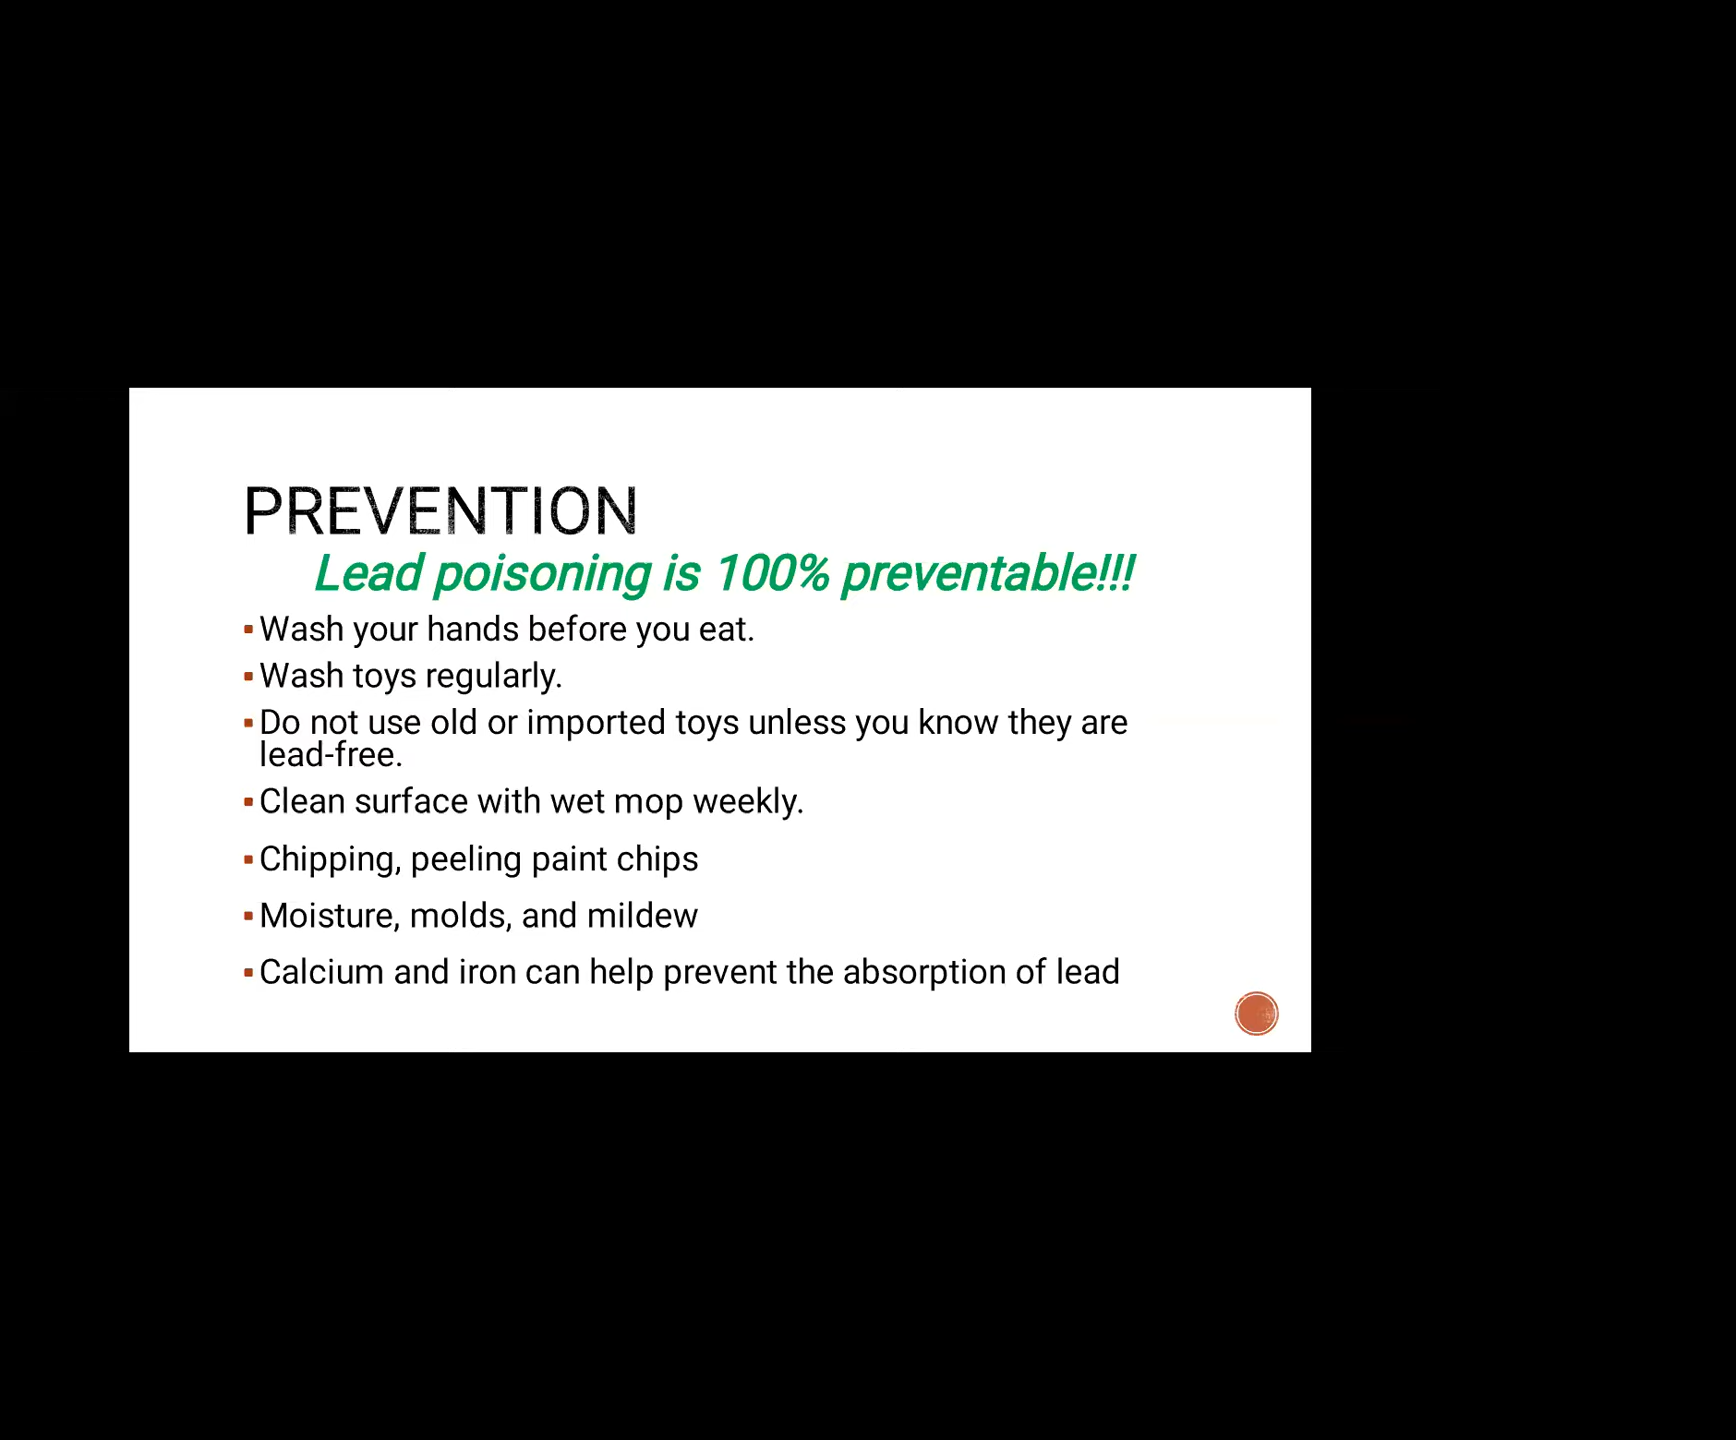 PREVENTION
Lead poisoning is 100% preventable!!!
▪ Wash your hands before you eat.
▪ Wash toys regularly.
▪ Do not use old or imported toys unless you know they are
lead-free.
▪ Clean surface with wet mop weekly.
▪ Chipping, peeling paint chips
▪ Moisture, molds, and mildew
▪ Calcium and iron can help prevent the absorption of lead